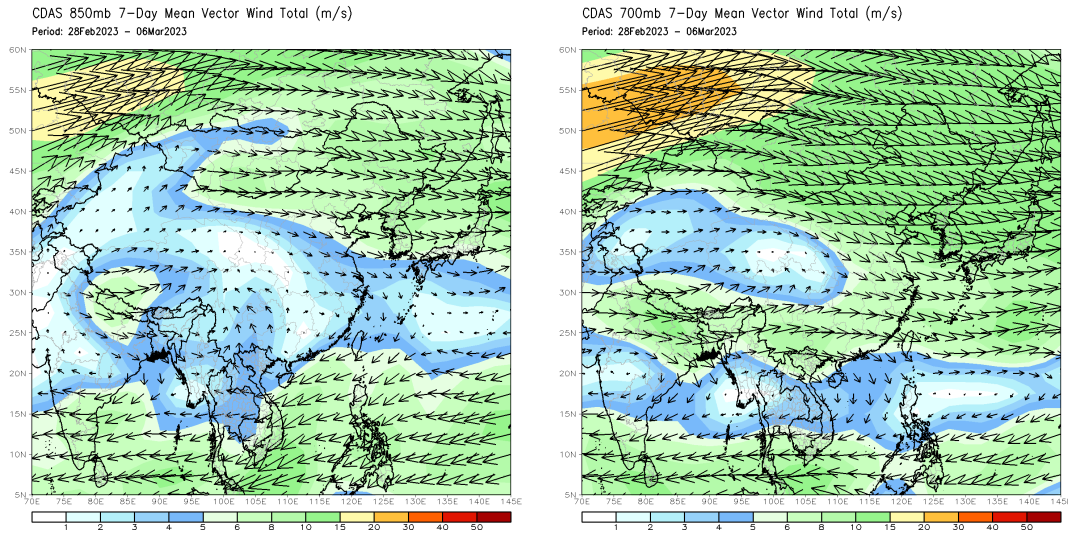 CDAS 850mb 7-Day Mean Vector Wind Total (m/s)
Period: 28Feb2023 - 06Mar2023
60N
55N
50N
45N
40N
35N
30N
25N
20N
15N
10N
5N
70E 75E 80E 85E 90E 95E 100E 105E 110E 115E 120E 125E 130E 135E 140E 145E
1 2 3 4 5 6 8 10 15 20 30 40 50
CDAS 700mb 7-Day Mean Vector Wind Total (m/s)
Period: 28Feb2023 - 06Mar2023
60N
55N
50N
45N
40N
35N
30N
25N
20N
15N
10N
5N
70E 75E 80E 85E 90E 95E 100E 105E 110E 115E 120E 125E 130E 135E 140E 145E
2 3 4 5 6 8 10 15 20 30 40 50